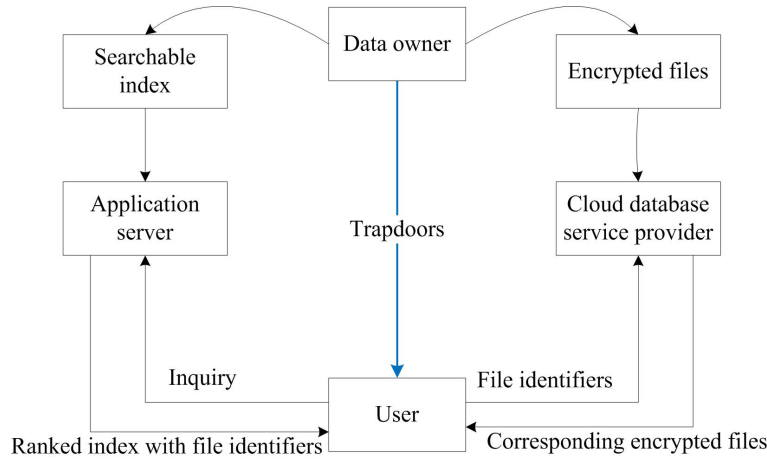 Data owner
Searchable
index
Encrypted files
Application
server
Trapdoors
Cloud database
service provider
Inquiry
File identifiers
User
Ranked index with file identifiers
Corresponding encrypted files